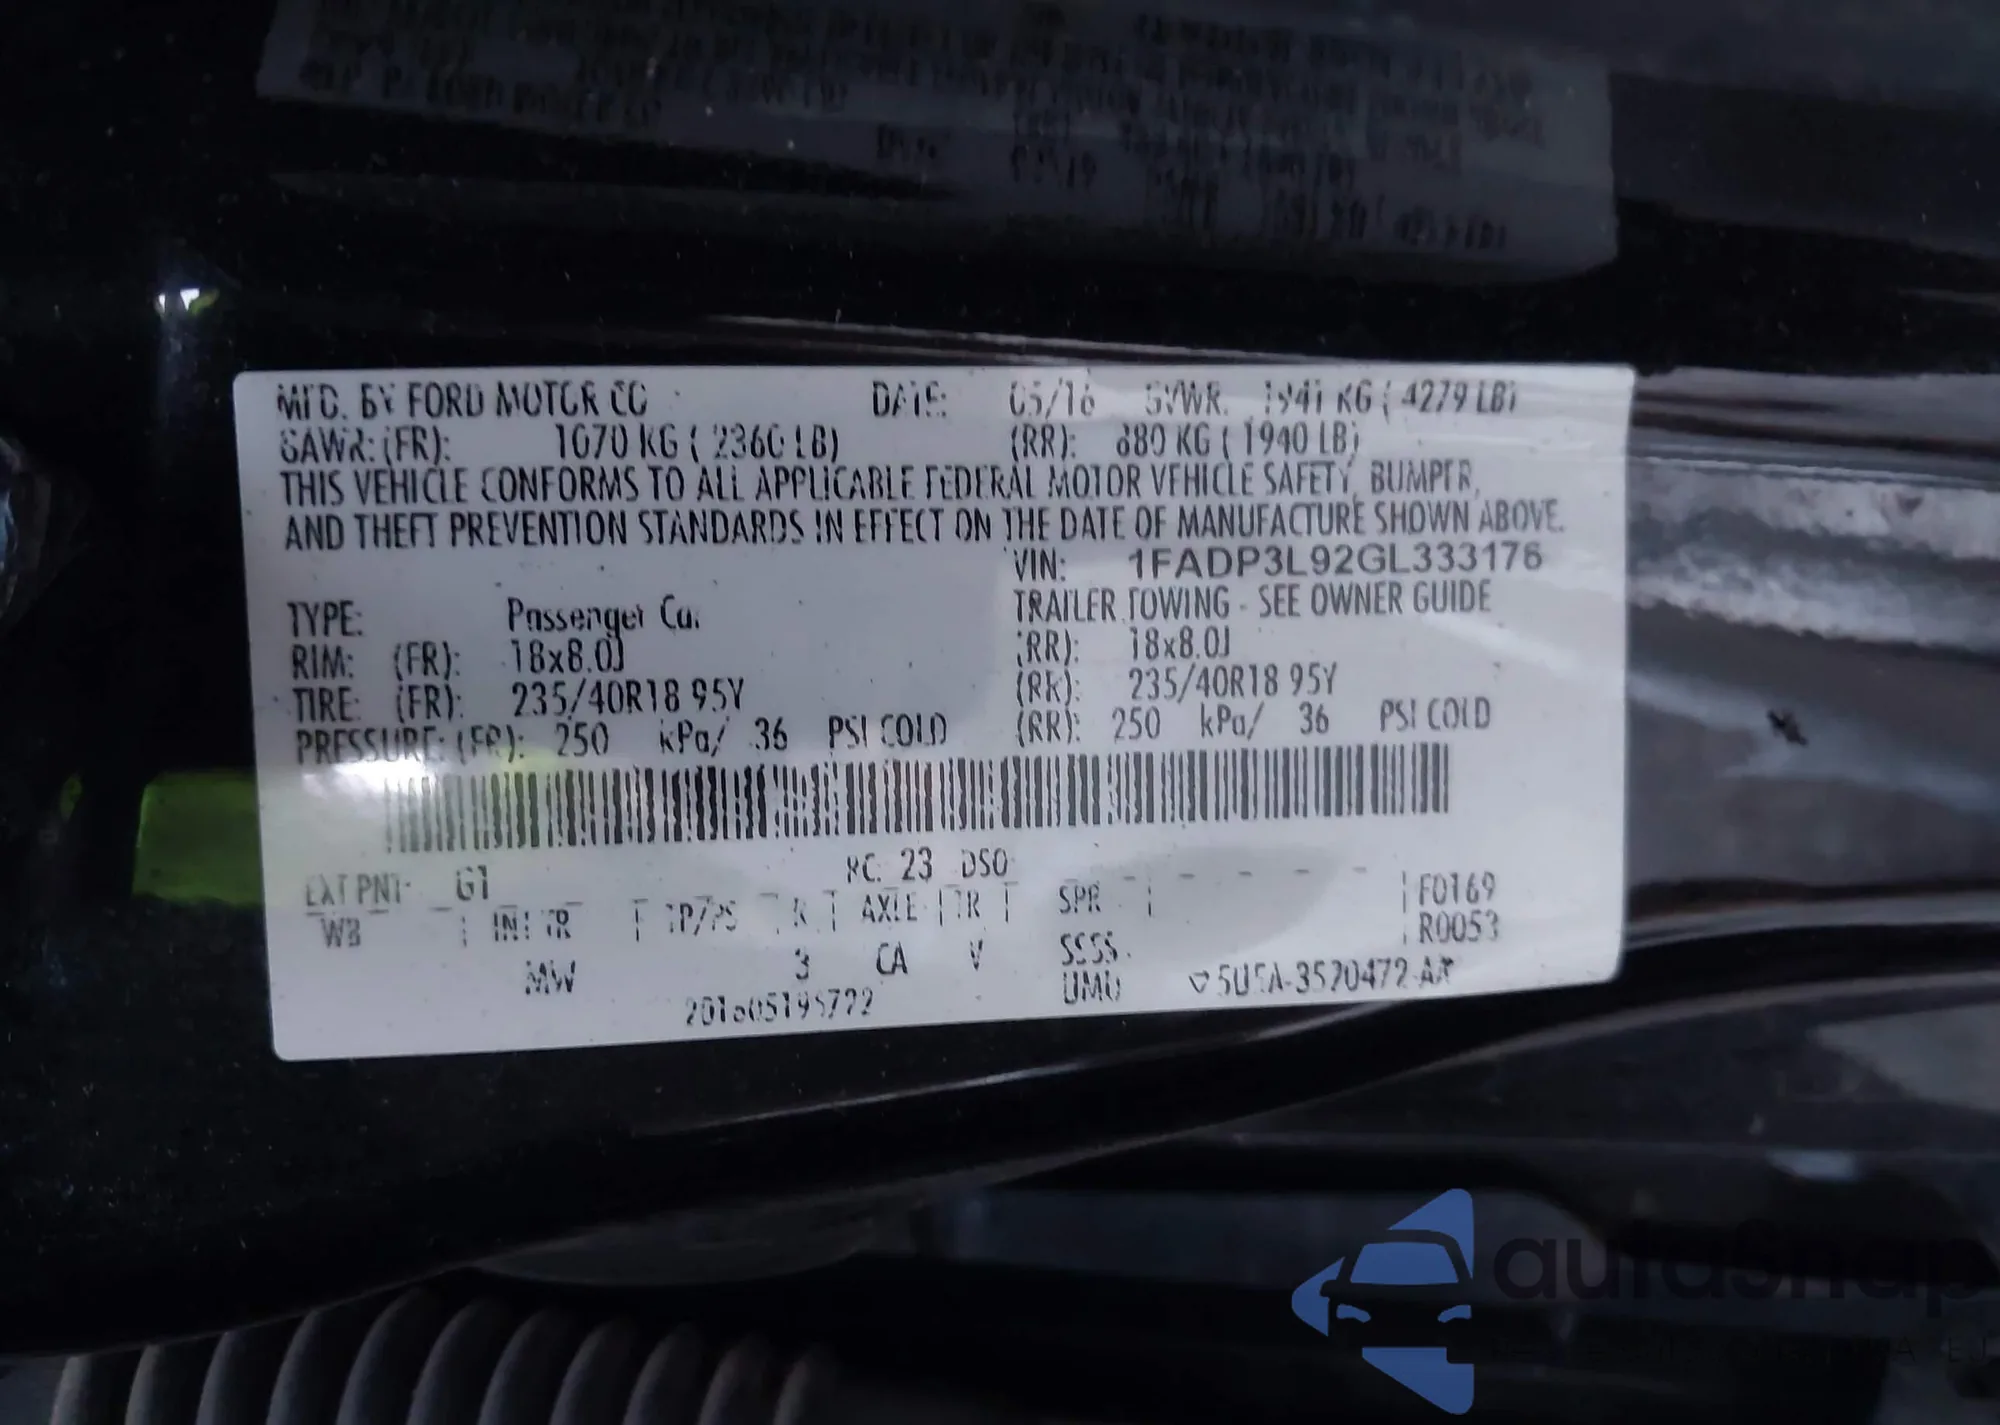 MFD. BY FORD MOTOR CO DATE: 05/16 GVWR: 1941 KG ( 4279 LB)
GAWR: (FR): 1070 KG ( 2360 LB) (RR): 880 KG ( 1940 LB)
THIS VEHICLE CONFORMS TO ALL APPLICABLE FEDERAL MOTOR VEHICLE SAFETY, BUMPER,
AND THEFT PREVENTION STANDARDS IN EFFECT ON THE DATE OF MANUFACTURE SHOWN ABOVE.
VIN: 1FADP3L92GL333176
TYPE: Passenger Car TRAILER TOWING - SEE OWNER GUIDE
RIM: (FR): 18x8.0J (RR): 18x8.0J
TIRE: (FR): 235/40R18 95Y (RR): 235/40R18 95Y
PRESSURE: (FR): 250 kPa/ 36 PSI COLD (RR): 250 kPa/ 36 PSI COLD
EXT PNT: G1 RC: 23 DSO: F0169
WB INT TR TP/PS R AXLE TR SPR R0053
MW 3 CA V SSSS
UMU
autosnap